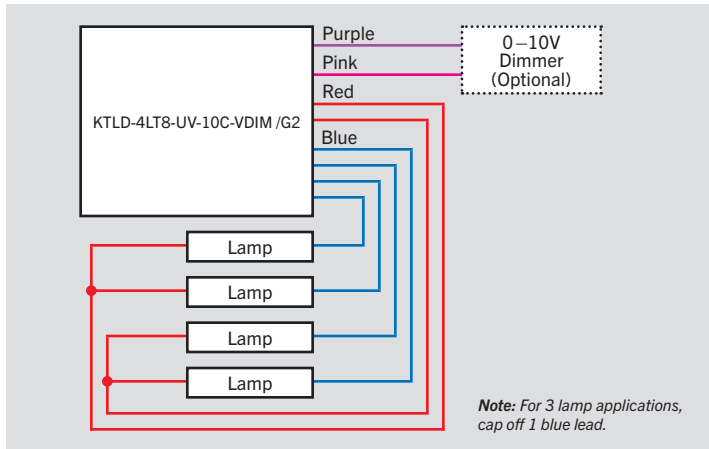 Purple
Pink
Red
Blue
0–10V
Dimmer
(Optional)
KTLD-4LT8-UV-10C-VDIM /G2
Lamp
Lamp
Lamp
Lamp
Note: For 3 lamp applications,
cap off 1 blue lead.